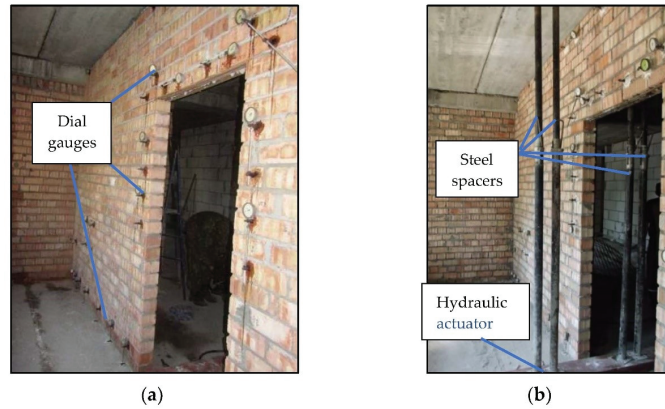 Dial
gauges
Steel
spacers
Hydraulic
actuator
(a)
(b)